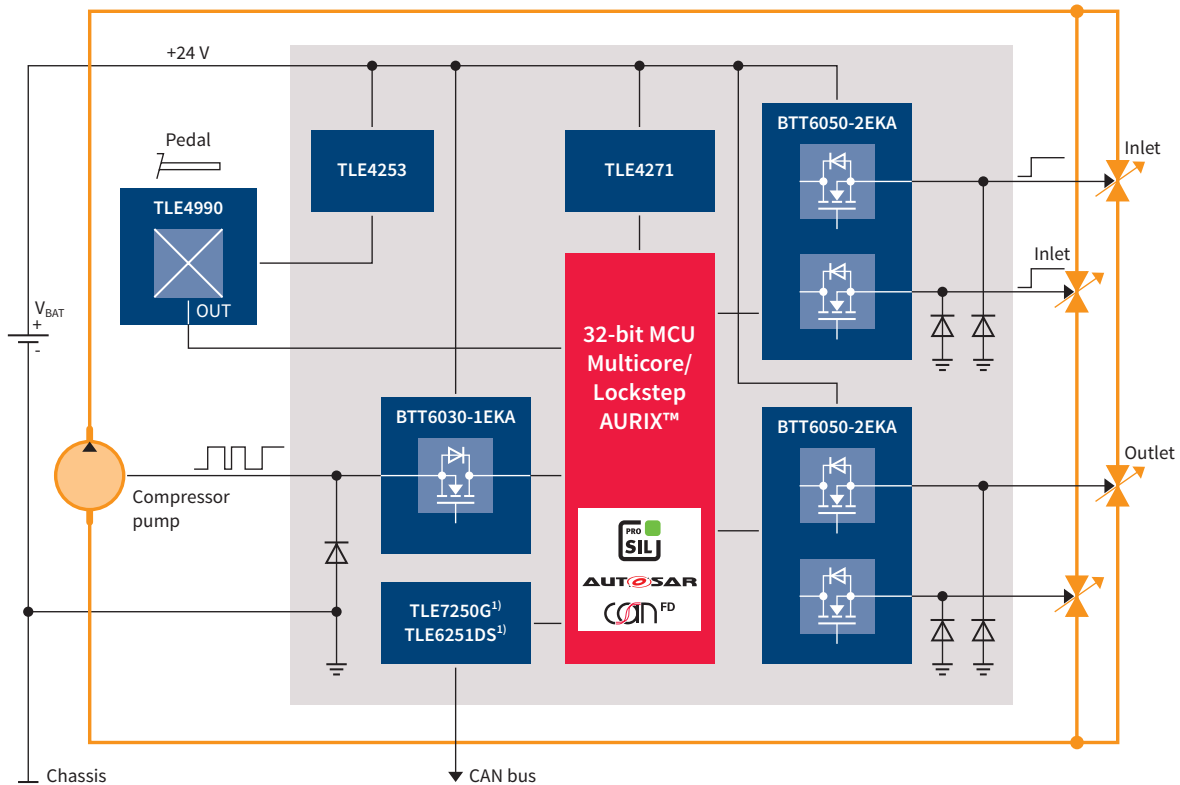 +24 V
BTT6050-2EKA
Inlet
Pedal
TLE4253
TLE4271
TLE4990
OUT
Inlet
V_BAT
+
-
32-bit MCU
Multicore/
Lockstep
AURIX™
BTT6030-1EKA
BTT6050-2EKA
Outlet
Compressor
pump
PRO
SIL
AUTOSAR
CAN FD
TLE7250G¹⁾
TLE6251DS¹⁾
Chassis
CAN bus